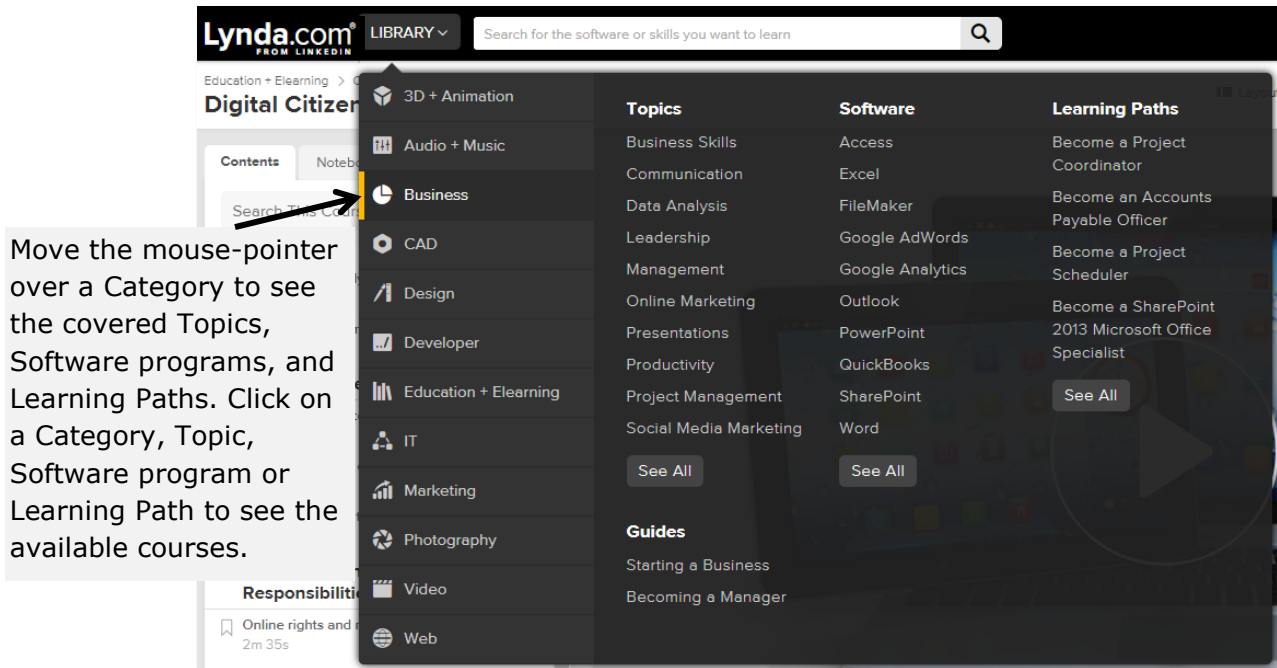 Lynda.com®
FROM LINKEDIN
LIBRARY
Search for the software or skills you want to learn
Education + Elearning >
Digital Citizen
Layout
Contents
Search This Cour
Move the mouse-pointer
over a Category to see
the covered Topics,
Software programs, and
Learning Paths. Click on
a Category, Topic,
Software program or
Learning Path to see the
available courses.
Responsibiliti
Online rights and
2m 35s
3D + Animation
Audio + Music
Business
CAD
Design
Developer
Education + Elearning
IT
Marketing
Photography
Video
Web
Topics
Business Skills
Communication
Data Analysis
Leadership
Management
Online Marketing
Presentations
Productivity
Project Management
Social Media Marketing
See All
Guides
Starting a Business
Becoming a Manager
Software
Access
Excel
FileMaker
Google AdWords
Google Analytics
Outlook
PowerPoint
QuickBooks
SharePoint
Word
See All
Learning Paths
Become a Project
Coordinator
Become an Accounts
Payable Officer
Become a Project
Scheduler
Become a SharePoint
2013 Microsoft Office
Specialist
See All